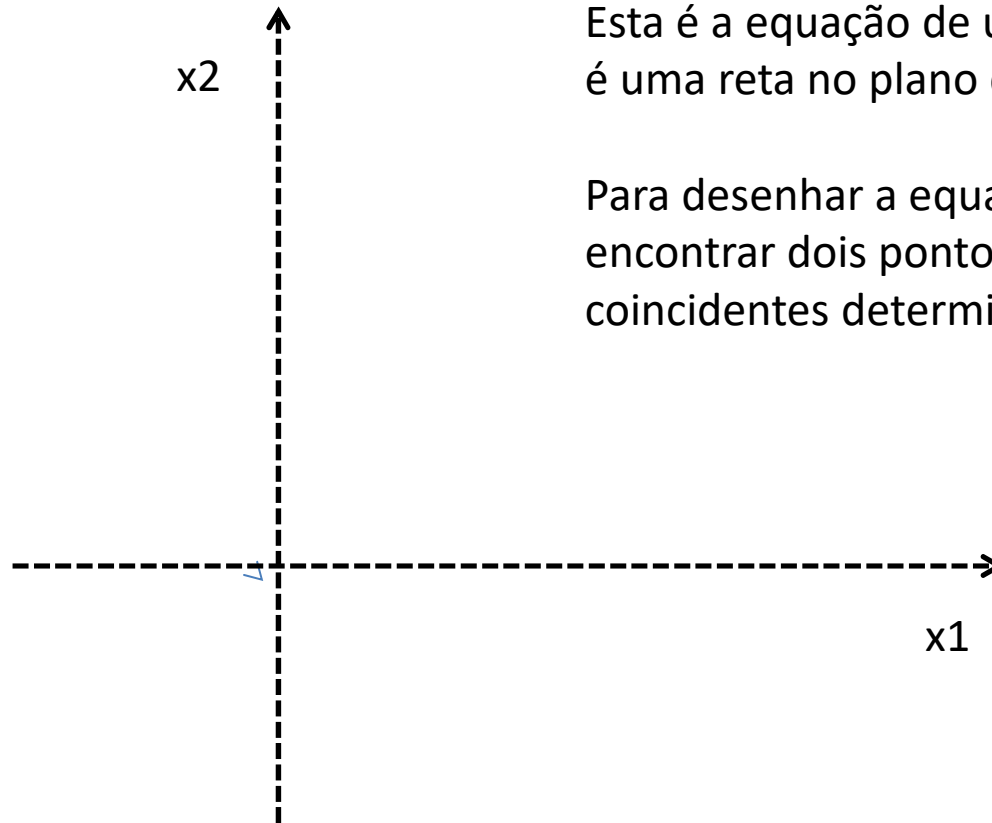 Esta é a equação de
é uma reta no plano
Para desenhar a
encontrar dois
coincidentes
x2
x1